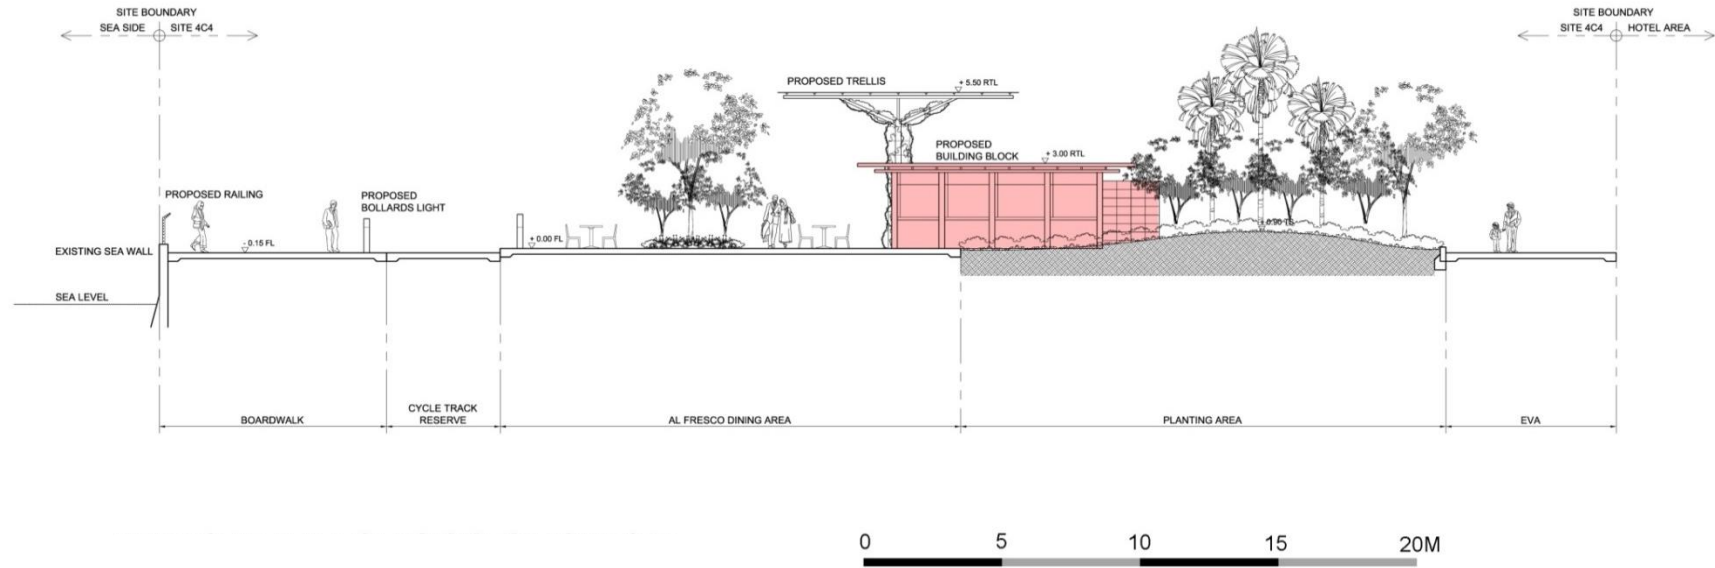 SITE BOUNDARY
SEA SIDE SITE 4C4
SITE BOUNDARY
SITE 4C4 HOTEL AREA
PROPOSED TRELLIS
+ 5.50 RTL
PROPOSED
BUILDING BLOCK
+ 3.00 RTL
PROPOSED RAILING
PROPOSED
BOLLARDS LIGHT
- 0.15 FL
+ 0.00 FL
EXISTING SEA WALL
SEA LEVEL
BOARDWALK
CYCLE TRACK
RESERVE
AL FRESCO DINING AREA
PLANTING AREA
EVA
0 5 10 15 20M